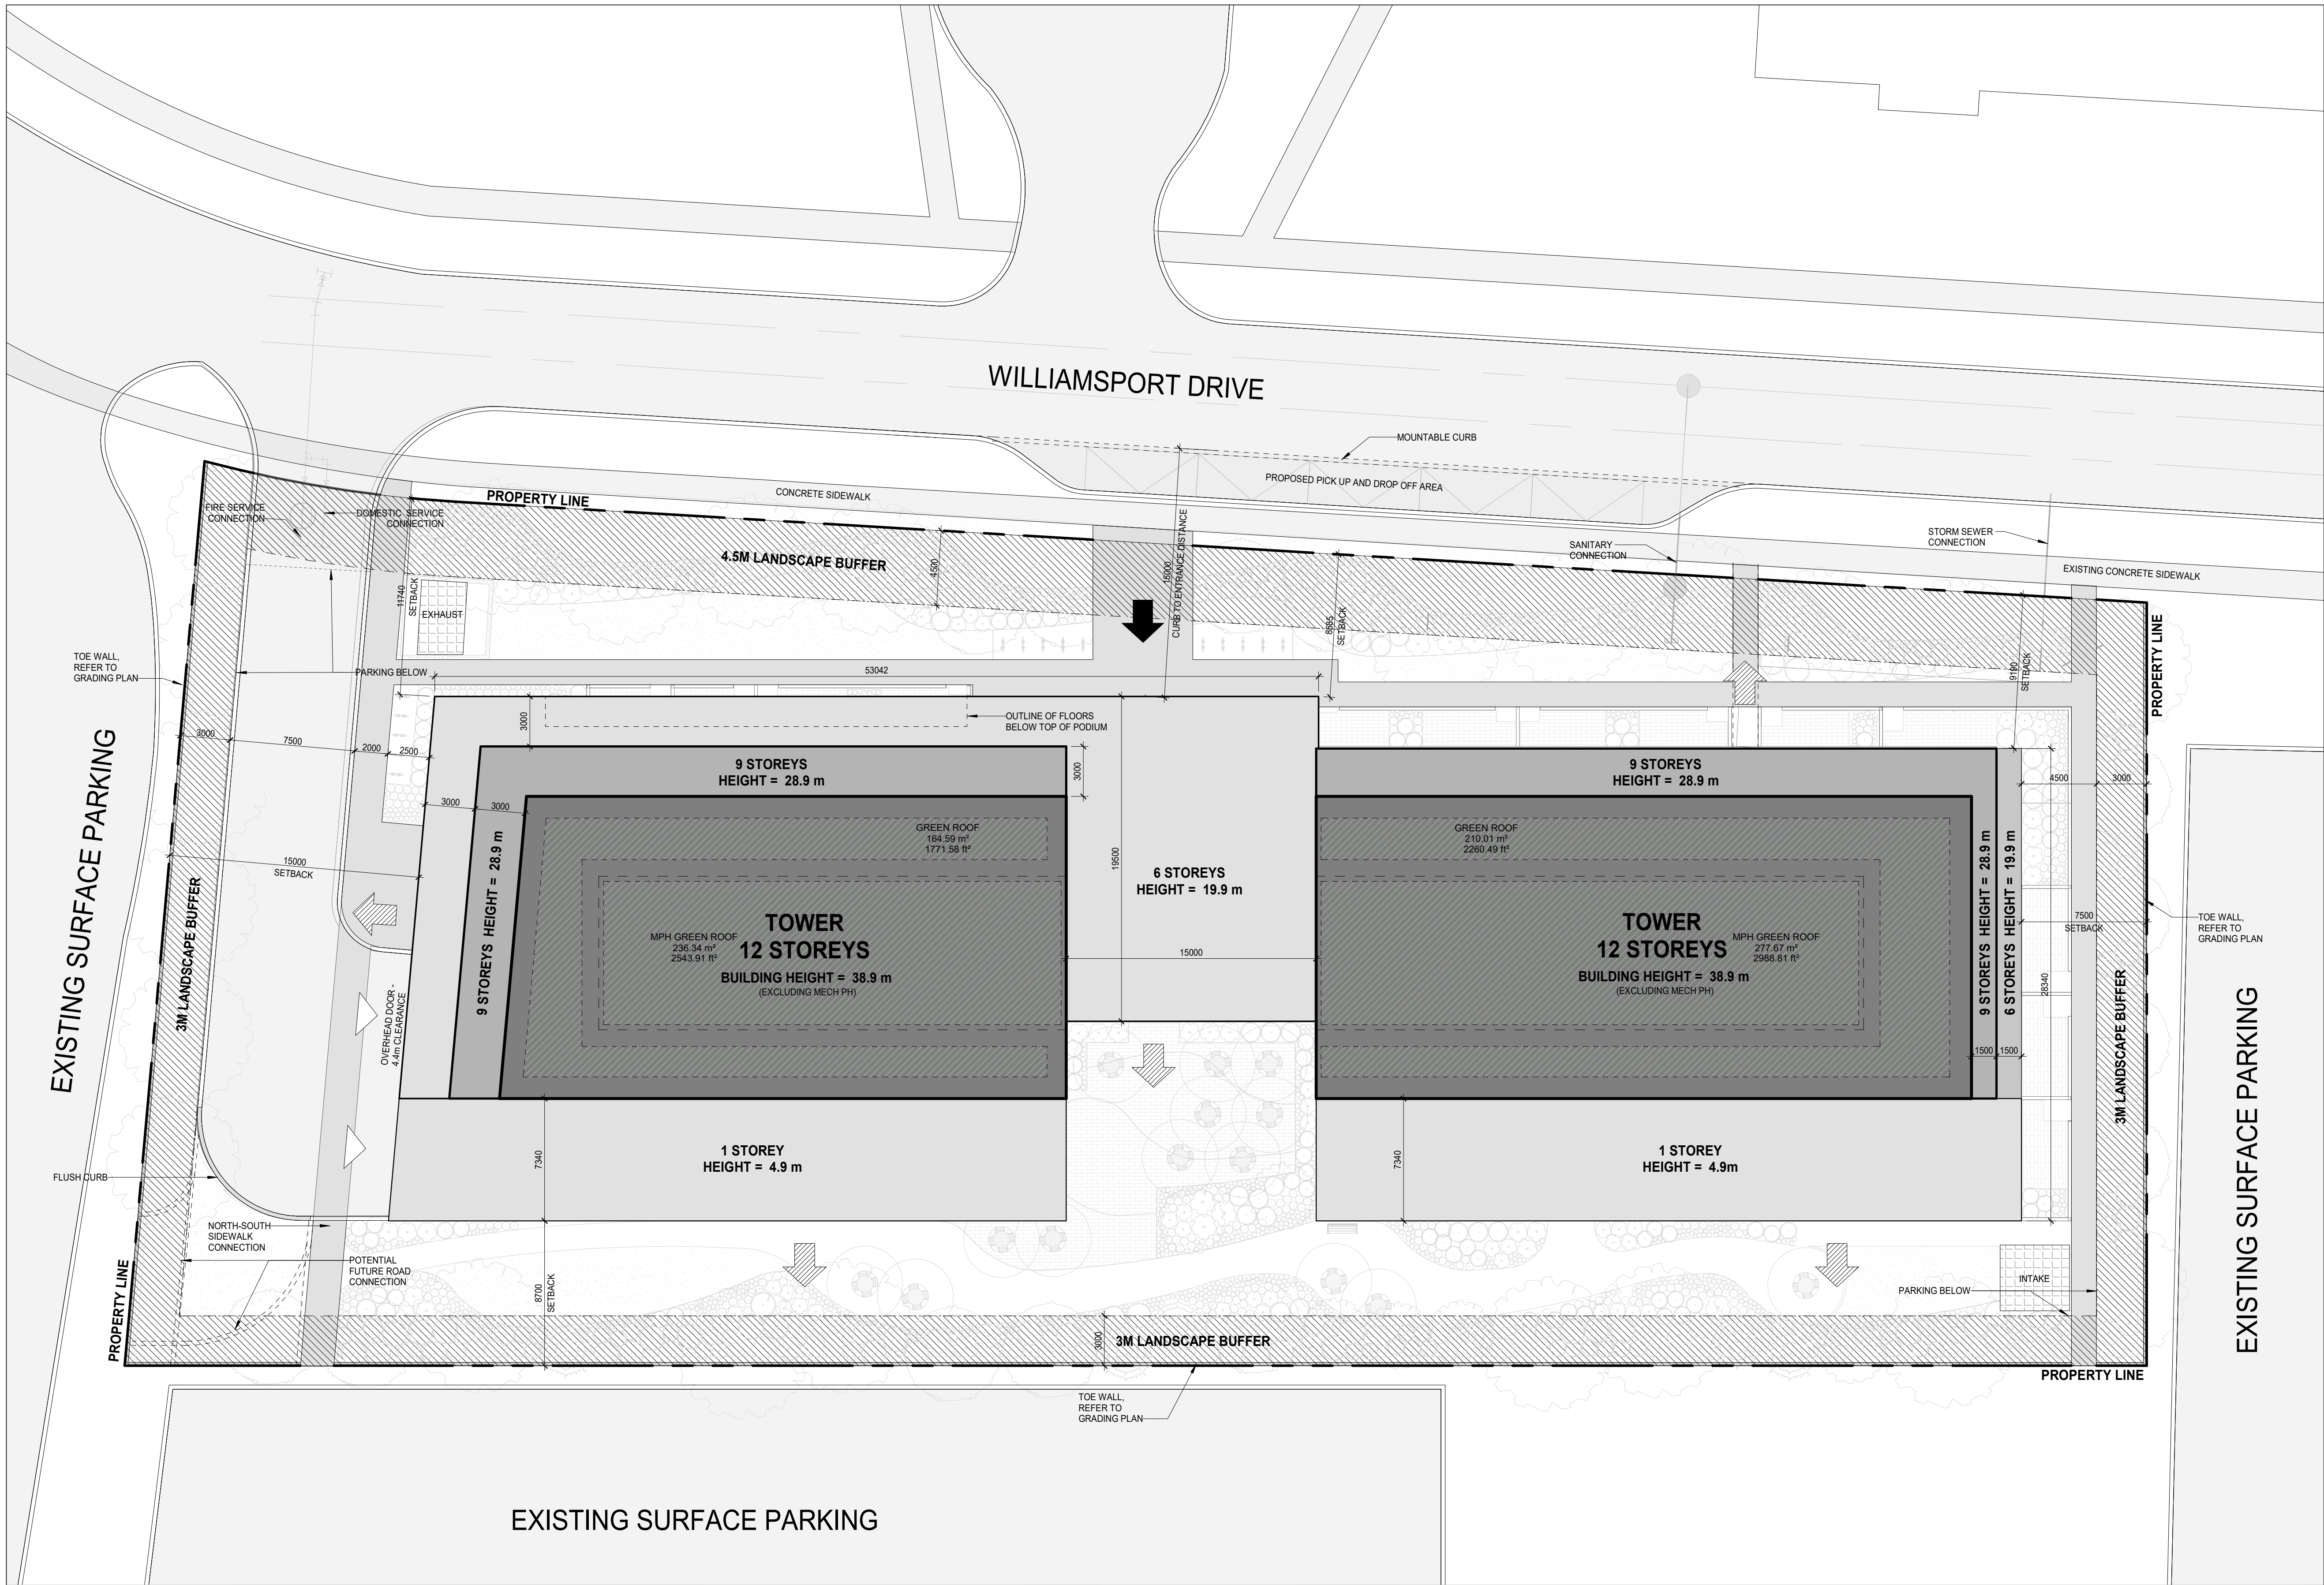 WILLIAMSPORT DRIVE
MOUNTABLE CURB
PROPOSED PICK UP AND DROP OFF AREA
CONCRETE SIDEWALK
PROPERTY LINE
FIRE SERVICE
CONNECTION
DOMESTIC SERVICE
CONNECTION
4.5M LANDSCAPE BUFFER
4500
15000
CURB TO ENTRANCE DISTANCE
SANITARY
CONNECTION
STORM SEWER
CONNECTION
EXISTING CONCRETE SIDEWALK
11740
SETBACK
EXHAUST
8685
SETBACK
9190
SETBACK
PROPERTY LINE
TOE WALL,
REFER TO
GRADING PLAN
PARKING BELOW
53042
OUTLINE OF FLOORS
BELOW TOP OF PODIUM
3000
3000
7500
2000
2500
3000
3000
3000
9 STOREYS
HEIGHT = 28.9 m
9 STOREYS
HEIGHT = 28.9 m
4500
3000
15000
SETBACK
GREEN ROOF
164.59 m²
1771.58 ft²
GREEN ROOF
210.01 m²
2260.49 ft²
19500
6 STOREYS
HEIGHT = 19.9 m
15000
9 STOREYS HEIGHT = 28.9 m
MPH GREEN ROOF
236.34 m²
2543.91 ft²
TOWER
12 STOREYS
BUILDING HEIGHT = 38.9 m
(EXCLUDING MECH PH)
TOWER
12 STOREYS
BUILDING HEIGHT = 38.9 m
(EXCLUDING MECH PH)
MPH GREEN ROOF
277.67 m²
2988.81 ft²
9 STOREYS HEIGHT = 28.9 m
6 STOREYS HEIGHT = 19.9 m
7500
SETBACK
TOE WALL,
REFER TO
GRADING PLAN
28340
1500
1500
EXISTING SURFACE PARKING
3M LANDSCAPE BUFFER
OVERHEAD DOOR -
4.4m CLEARANCE
3M LANDSCAPE BUFFER
EXISTING SURFACE PARKING
1 STOREY
HEIGHT = 4.9 m
7340
7340
1 STOREY
HEIGHT = 4.9m
FLUSH CURB
NORTH-SOUTH
SIDEWALK
CONNECTION
POTENTIAL
FUTURE ROAD
CONNECTION
8700
SETBACK
INTAKE
PARKING BELOW
PROPERTY LINE
3000
3M LANDSCAPE BUFFER
PROPERTY LINE
TOE WALL,
REFER TO
GRADING PLAN
EXISTING SURFACE PARKING